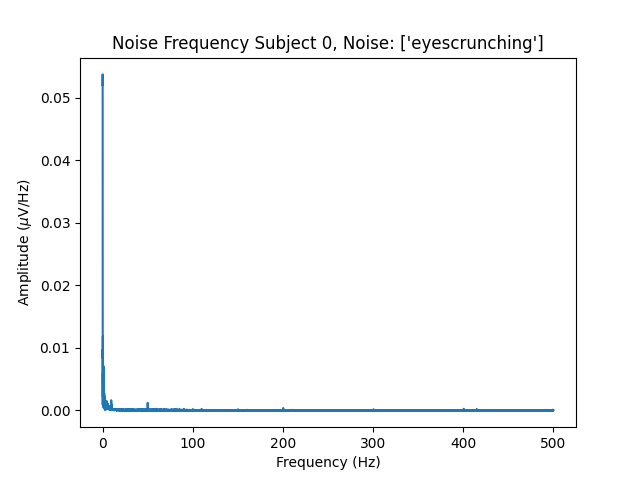 Noise Frequency Subject 0, Noise: ['eyescrunching']
0.05
0.04
0.03
0.02
0.01
0.00
Amplitude (μV/Hz)
0 100 200 300 400 500
Frequency (Hz)